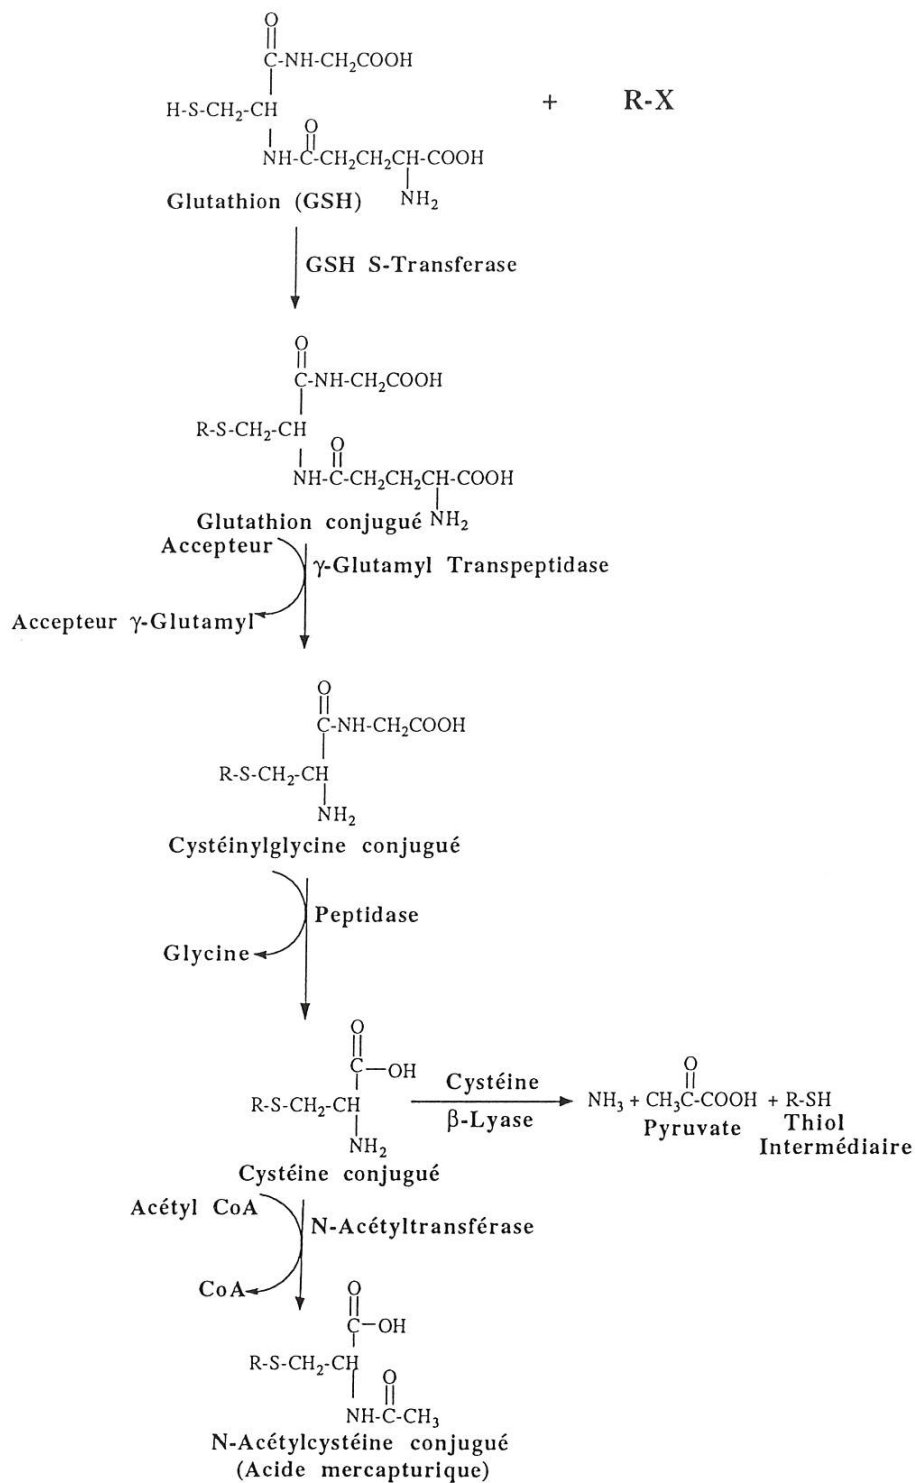 O
C-NH-CH₂COOH
H-S-CH₂-CH + R-X
O
NH-C-CH₂CH₂CH-COOH
NH₂
Glutathion (GSH)
GSH S-Transferase
O
C-NH-CH₂COOH
R-S-CH₂-CH
O
NH-C-CH₂CH₂CH-COOH
NH₂
Glutathion conjugué
Accepteur
γ-Glutamyl Transpeptidase
Accepteur γ-Glutamyl
O
C-NH-CH₂COOH
R-S-CH₂-CH
NH₂
Cystéinylglycine conjugué
Peptidase
Glycine
O
C—OH
R-S-CH₂-CH
NH₂
Cystéine conjugué
Cystéine
β-Lyase
O
NH₃ + CH₃C-COOH + R-SH
Pyruvate Thiol
Intermédiaire
Acétyl CoA
N-Acétyltransférase
CoA
O
C—OH
R-S-CH₂-CH
O
NH-C-CH₃
N-Acétylcystéine conjugué
(Acide mercapturique)